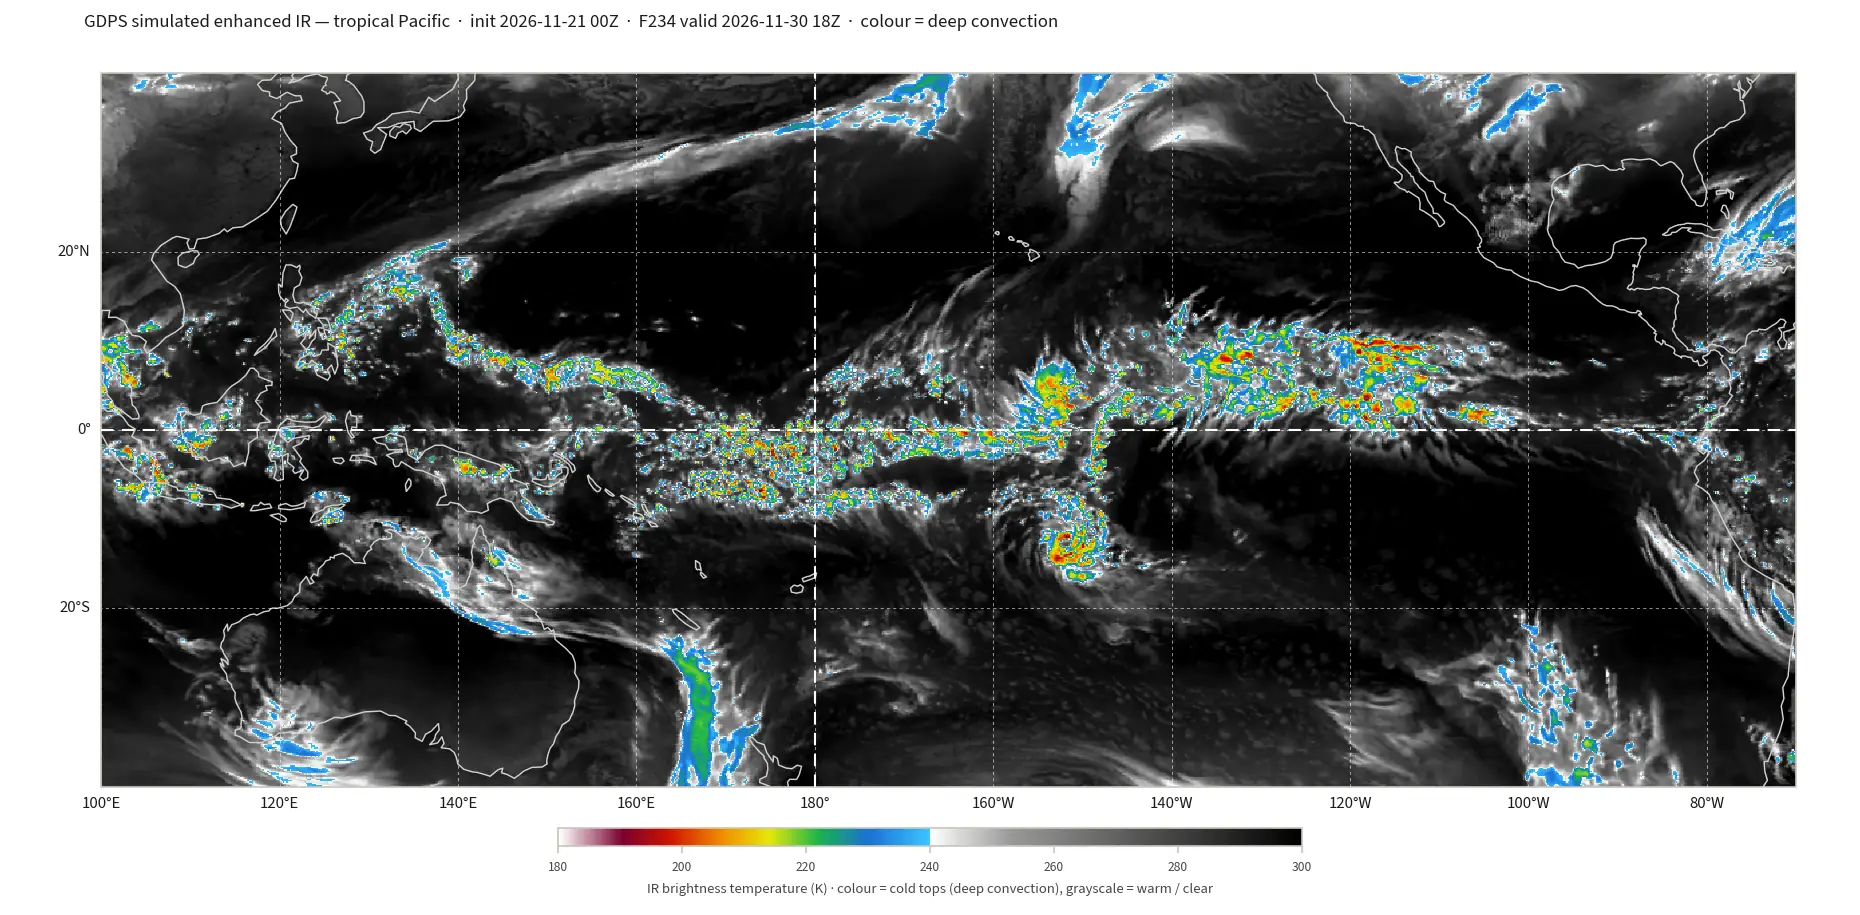 GDPS simulated enhanced IR — tropical Pacific · init 2026-11-21 00Z · F234 valid 2026-11-30 18Z · colour = deep convection
20°N
0°
20°S
100°E 120°E 140°E 160°E 180° 160°W 140°W 120°W 100°W 80°W
180 200 220 240 260 280 300
IR brightness temperature (K) · colour = cold tops (deep convection), grayscale = warm / clear